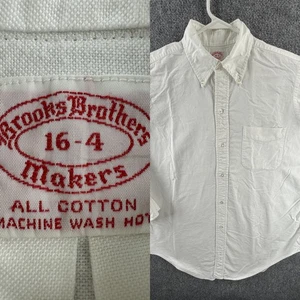 Brooks Brothers
16-4
Makers
ALL COTTON
MACHINE WASH HOT